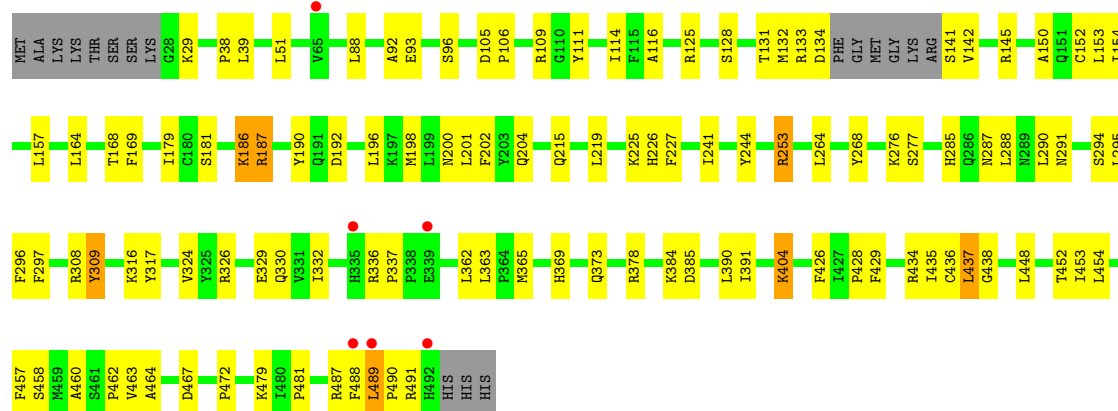 MET ALA LYS LYS THR SER SER LYS G28 K29 P38 L39 L51 V65 L88 A92 E93 S96 D105 P106 R109 G110 Y111 I114 F115 A116 R125 S128 T131 M132 R133 D134 PHE GLY MET GLY LYS ARG S141 V142 R145 A150 Q151 C152 L153 I154
L157 L164 T168 F169 I179 C180 S181 K186 R187 Y190 Q191 D192 L196 K197 M198 L199 N200 L201 F202 Y203 Q204 Q215 L219 K225 H226 F227 I241 Y244 R253 L264 Y268 K276 S277 H285 Q286 N287 L288 N289 L290 N291 S294 L295
F296 F297 R308 Y309 K316 Y317 V324 Y325 R326 E329 Q330 V331 I332 H335 R336 P337 P338 E339 L362 L363 P364 M365 H369 Q373 R378 K384 D385 L390 I391 K404 F426 I427 P428 F429 R434 I435 C436 L437 G438 L448 T452 I453 L454
F457 S458 M459 A460 S461 P462 V463 A464 D467 P472 K479 I480 P481 R487 F488 L489 P490 R491 H492 HIS HIS HIS